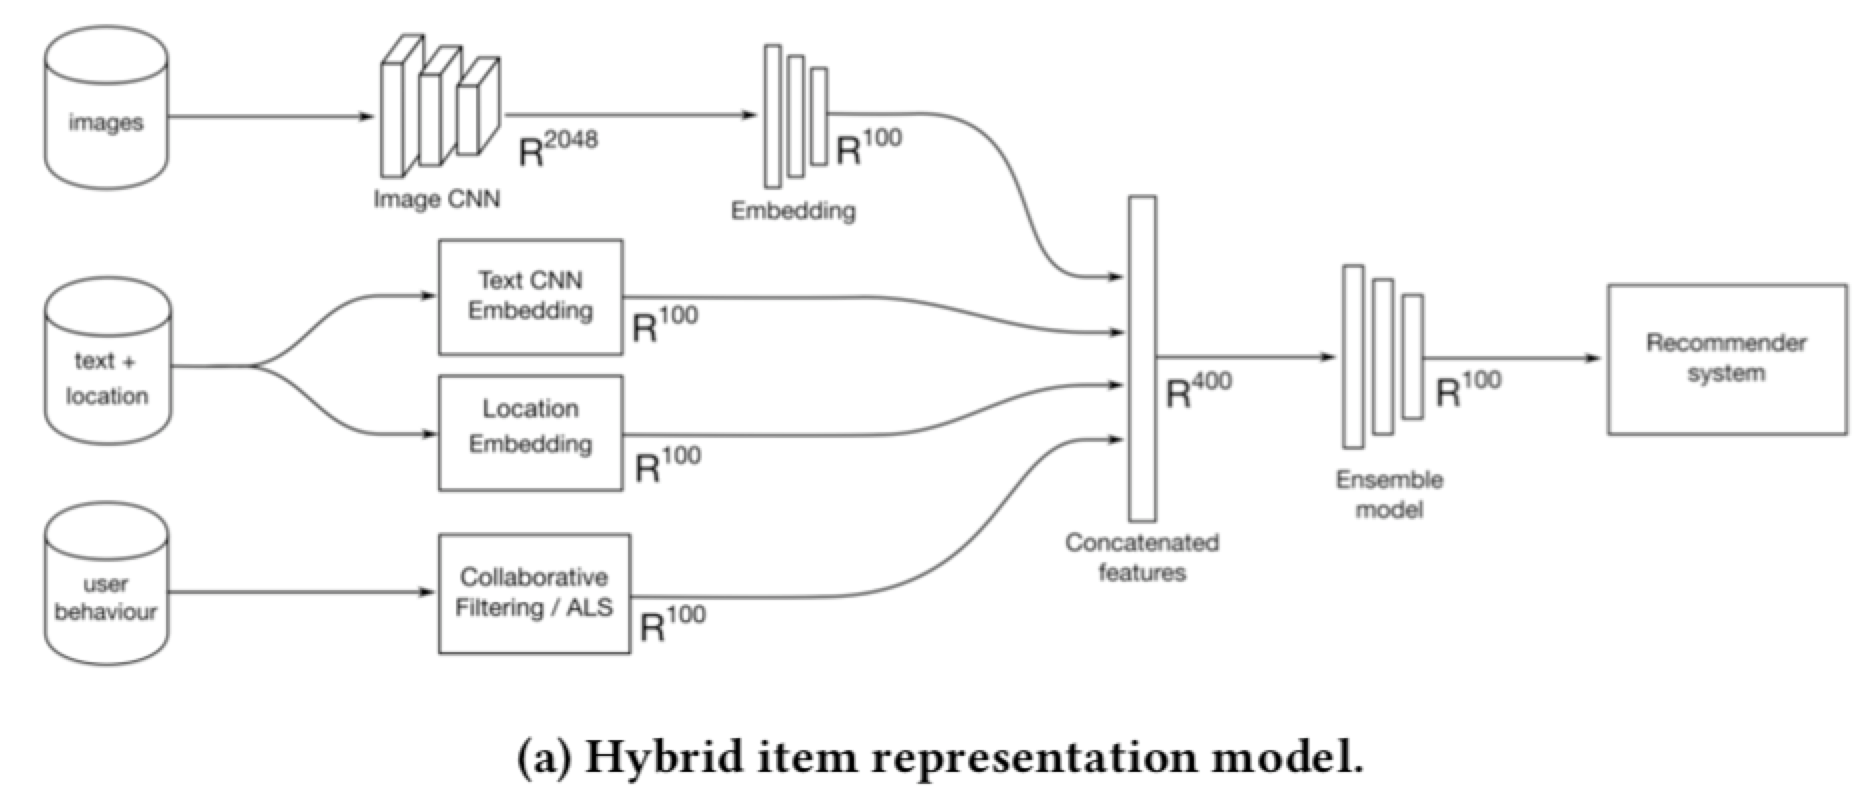 images
Image CNN
R^2048
Embedding
R^100
text +
location
Text CNN
Embedding
R^100
Location
Embedding
R^100
user
behaviour
Collaborative
Filtering / ALS
R^100
Concatenated
features
R^400
Ensemble
model
R^100
Recommender
system
(a) Hybrid item representation model.